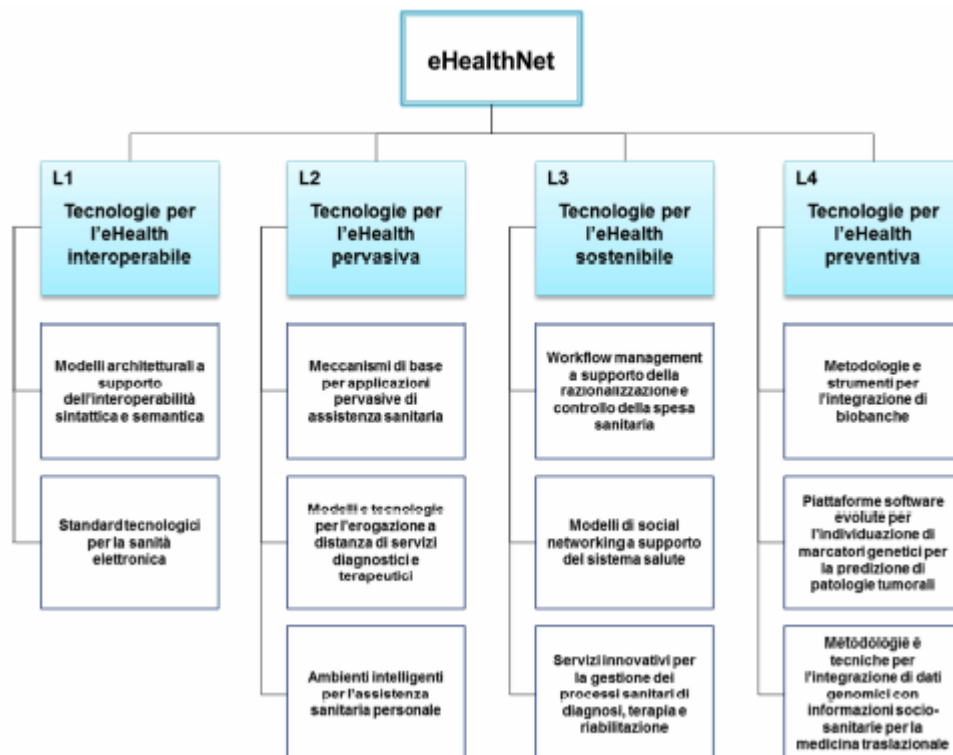 eHealthNet
L1
Tecnologie per
l'eHealth
interoperabile
L2
Tecnologie per
l'eHealth
pervasiva
L3
Tecnologie per
l'eHealth
sostenibile
L4
Tecnologie per
l'eHealth
preventiva
Modelli architetturali a
supporto
dell'interoperabilità
sintattica e semantica
Meccanismi di base
per applicazioni
pervasive di
assistenza sanitaria
Workflow management
a supporto della
razionalizzazione e
controllo della spesa
sanitaria
Metodologie e
strumenti per
l'integrazione di
biobanche
Standard tecnologici
per la sanità
elettronica
Modelli e tecnologie
per l'erogazione a
distanza di servizi
diagnostici e
terapeutici
Modelli di social
networking a supporto
del sistema salute
Piattaforme software
evolute per
l'individuazione di
marcatori genetici per
la predizione di
patologie tumorali
Ambienti intelligenti
per l'assistenza
sanitaria personale
Servizi innovativi per
la gestione dei
processi sanitari di
diagnosi, terapia e
riabilitazione
Metodologie e
tecniche per
l'integrazione di dati
genomici con
informazioni socio-
sanitarie per la
medicina traslazionale